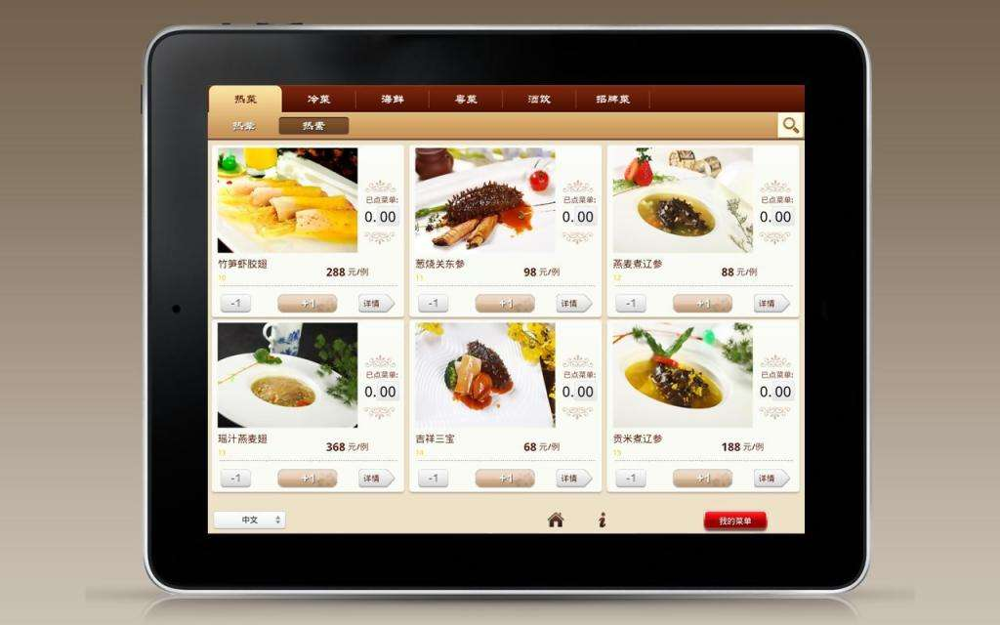 热菜 冷菜 海鲜 粤菜 酒饮 招牌菜
热荤 热素
已点菜单: 已点菜单: 已点菜单:
0.00 0.00 0.00
竹笋虾胶翅 288 元/例 葱烧关东参 98 元/例 燕麦煮辽参 88 元/例
10 11 12
-1 +1 详情 -1 +1 详情 -1 +1 详情
已点菜单: 已点菜单: 已点菜单:
0.00 0.00 0.00
瑶汁燕麦翅 368 元/例 吉祥三宝 68 元/例 贡米煮辽参 188 元/例
13 14 15
-1 +1 详情 -1 +1 详情 -1 +1 详情
中文 我的菜单